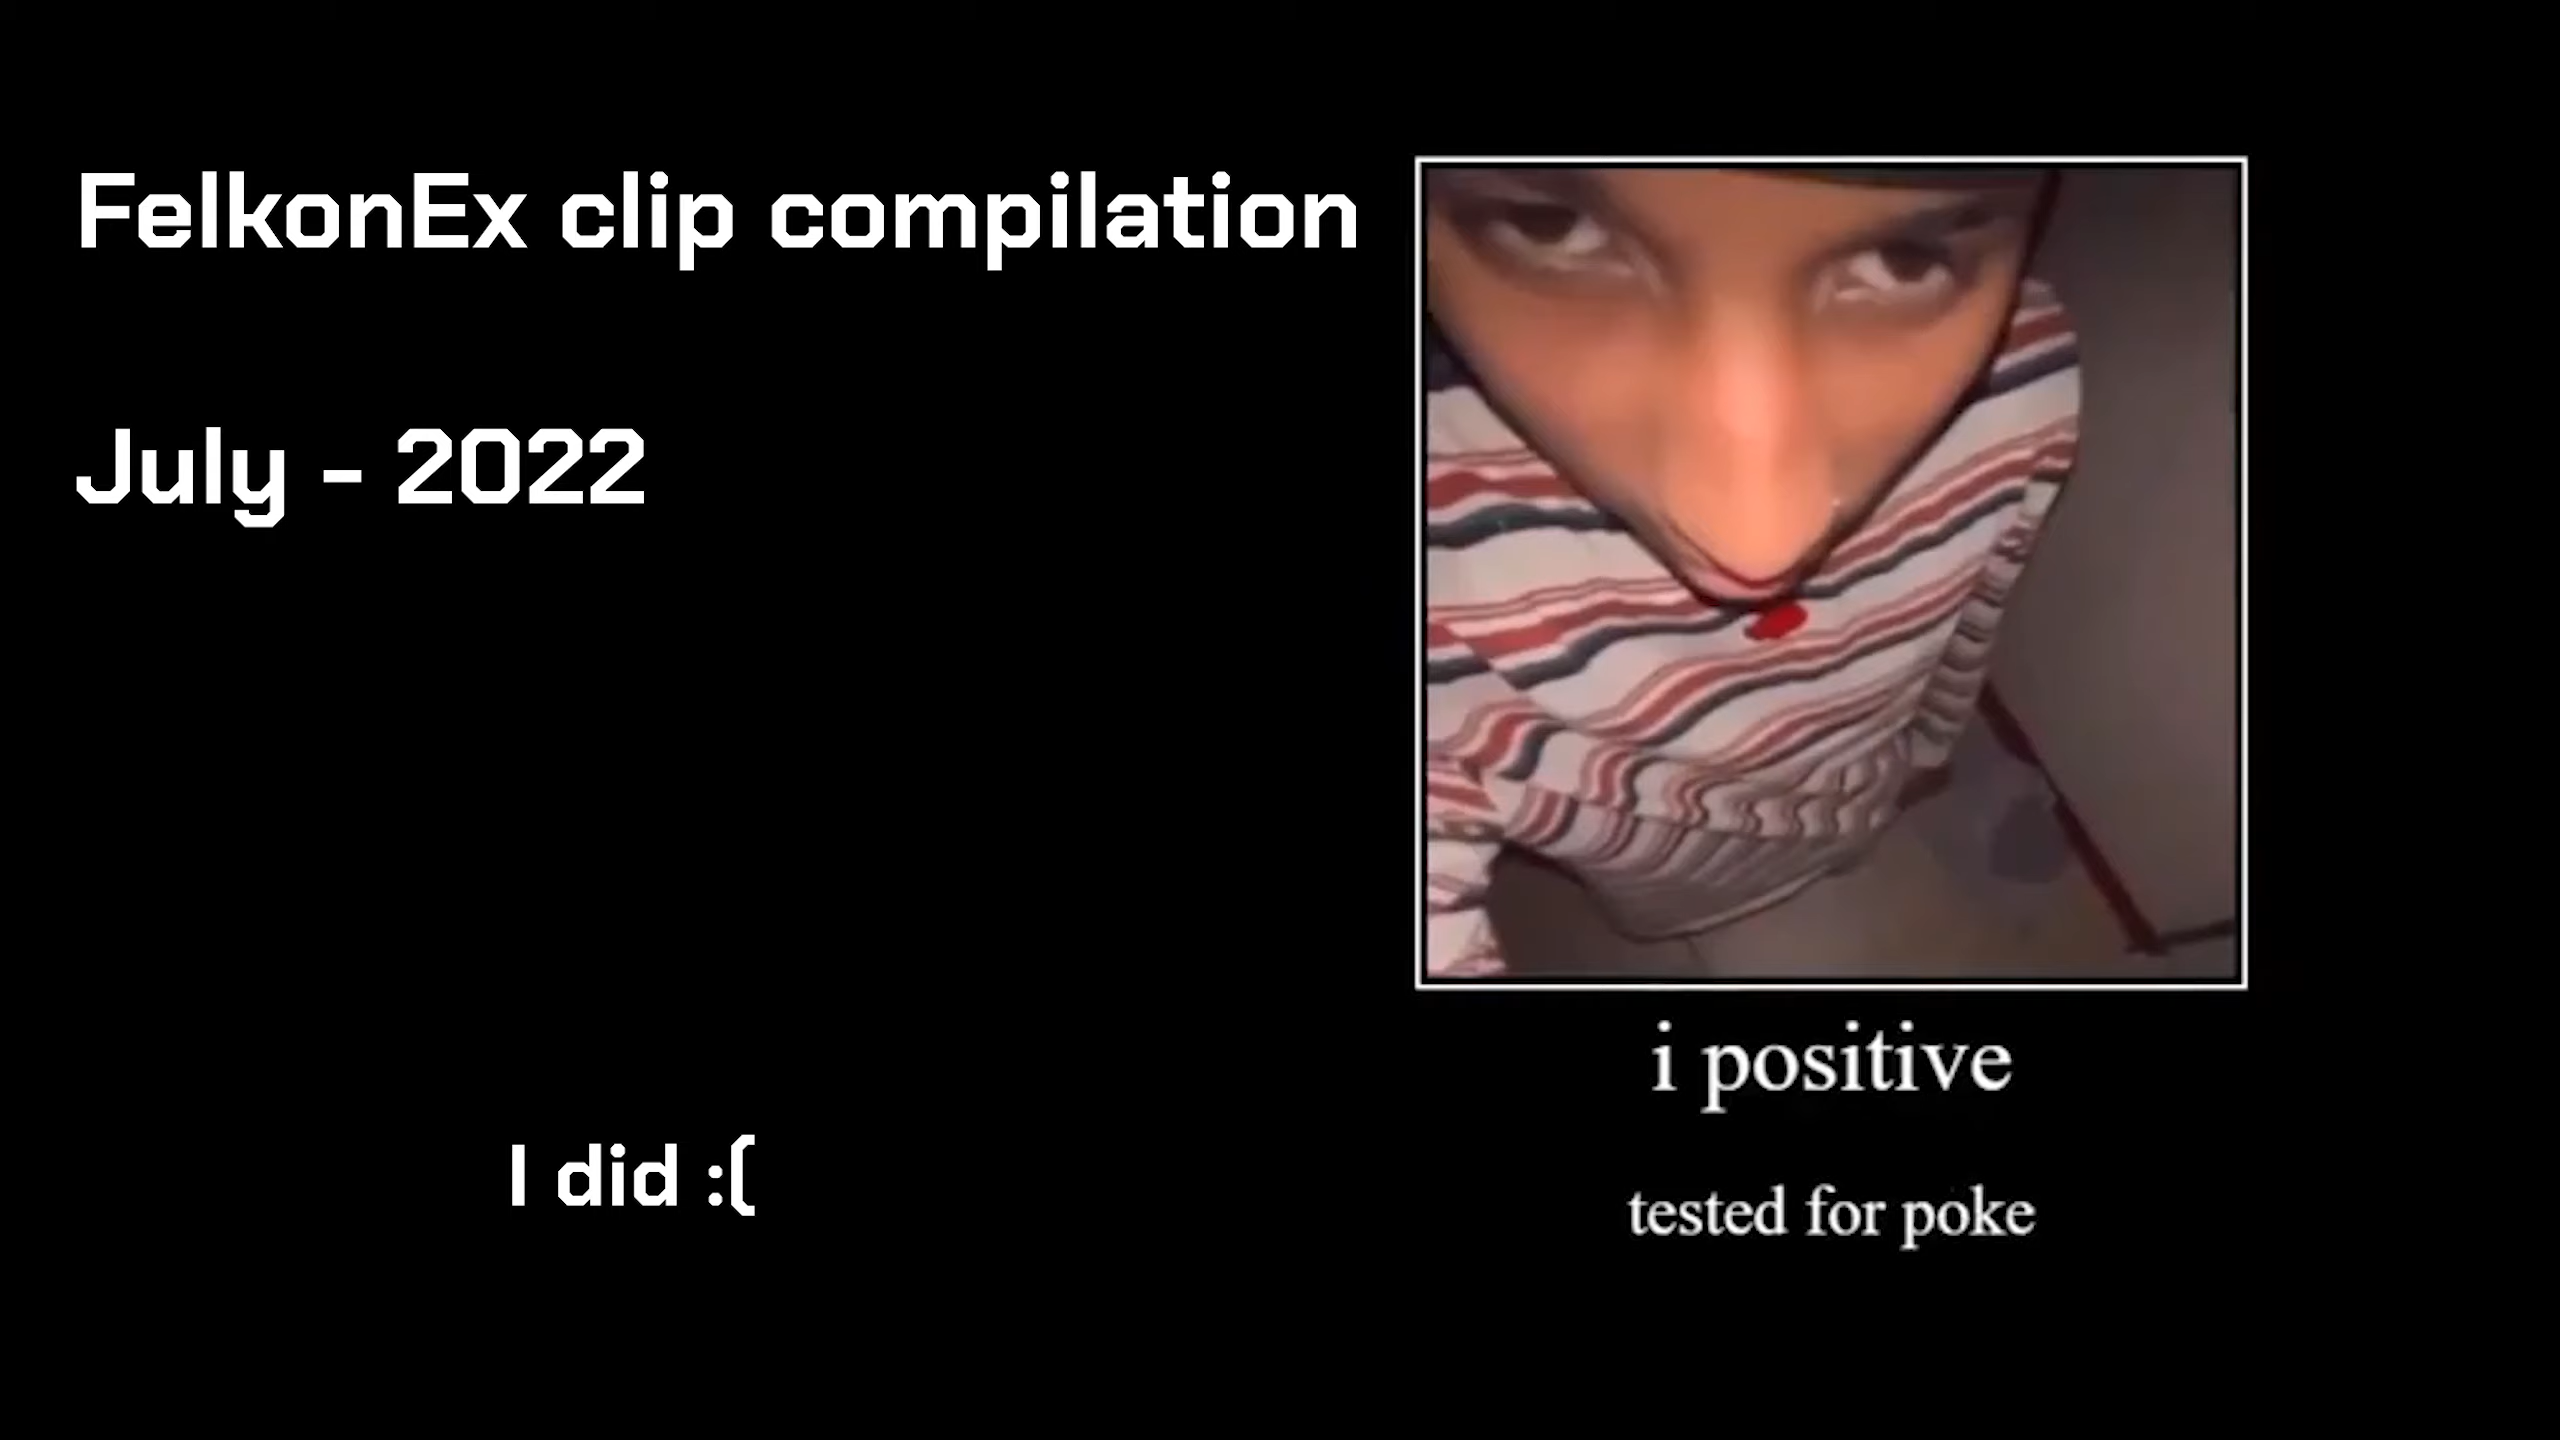 FelkonEx clip compilation
July - 2022
I did :(
i positive
tested for poke